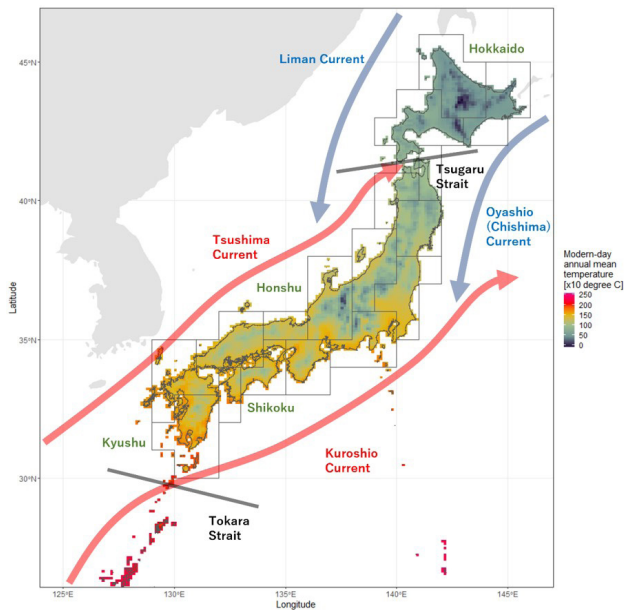 Liman Current
Hokkaido
45°N
Tsugaru
Strait
40°N
Oyashio
（Chishima）
Current
Tsushima
Current
Honshu
Latitude
Modern-day
annual mean
temperature
[x10 degree C]
250
200
150
100
50
0
35°N
Shikoku
Kyushu
Kuroshio
Current
30°N
Tokara
Strait
125°E
130°E
135°E
140°E
145°E
Longitude